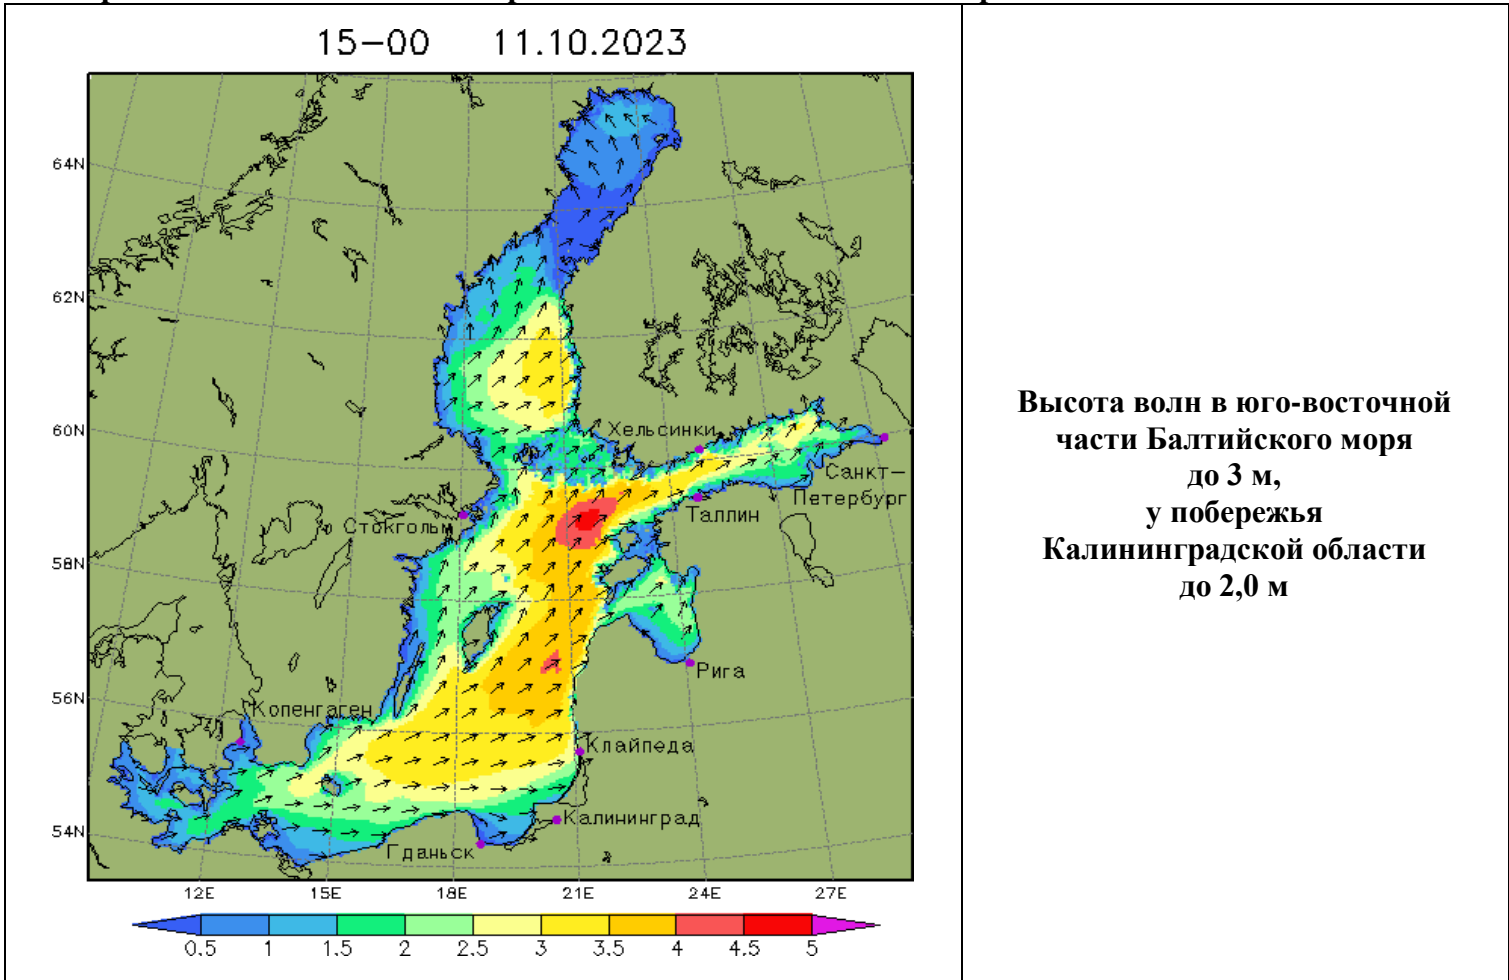 15-00 11.10.2023
64N
62N
60N
58N
56N
54N
Хельсинки
Санкт-
Петербург
Таллин
Стокгольм
Рига
Копенгаген
Клайпеда
Калининград
Гданьск
12E 15E 18E 21E 24E 27E
0.5 1 1.5 2 2.5 3 3.5 4 4.5 5
Высота волн в юго-восточной
части Балтийского моря
до 3 м,
у побережья
Калининградской области
до 2,0 м